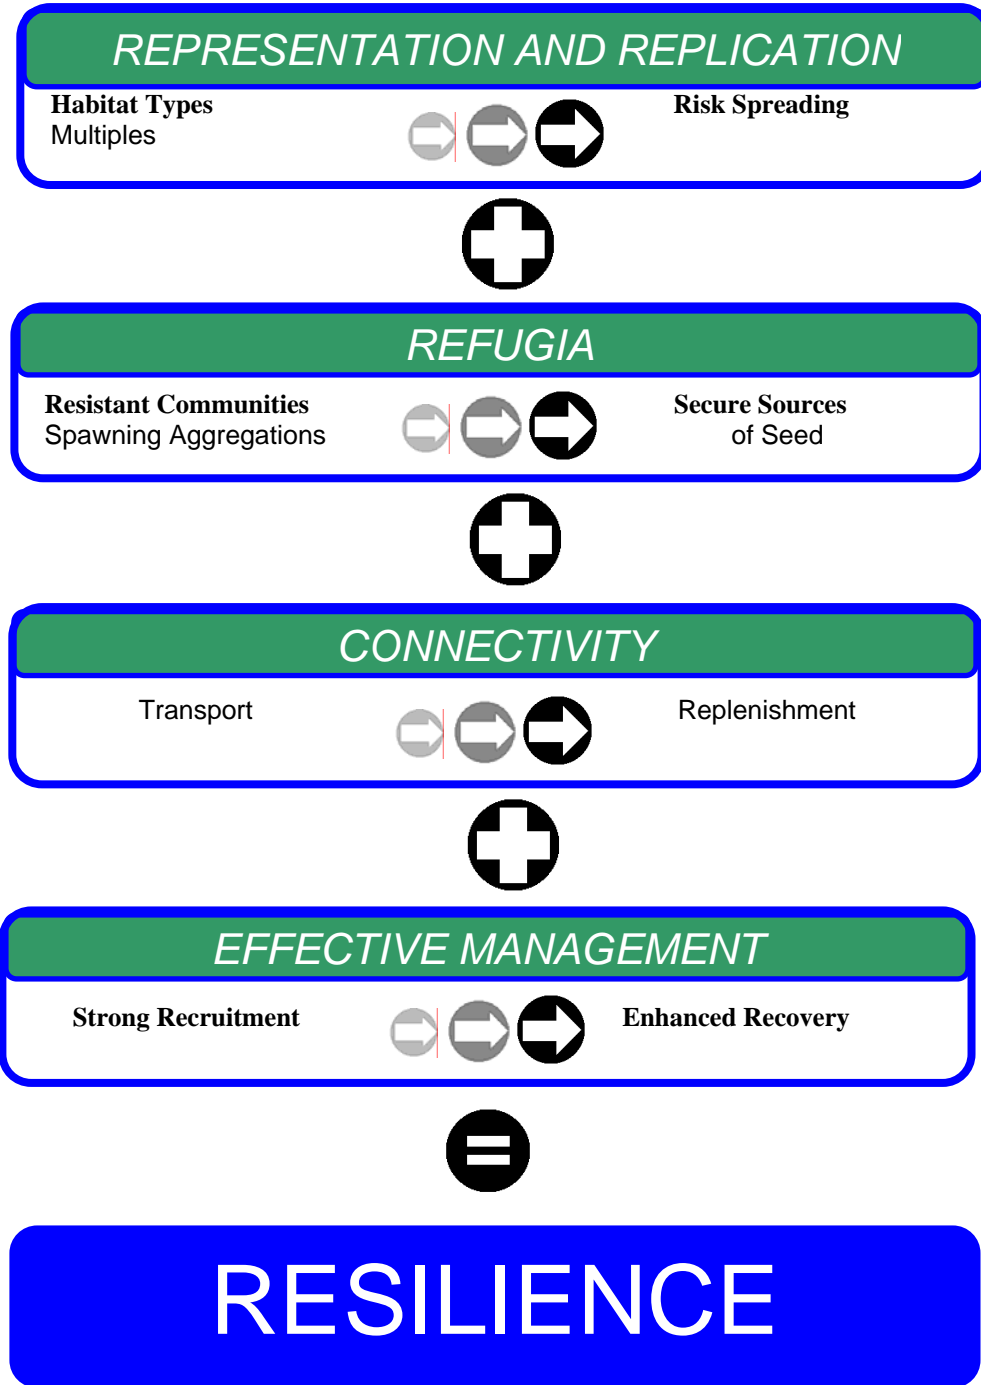 REPRESENTATION AND REPLICATION
Habitat Types
Multiples
Risk Spreading
REFUGIA
Resistant Communities
Spawning Aggregations
Secure Sources
of Seed
CONNECTIVITY
Transport
Replenishment
EFFECTIVE MANAGEMENT
Strong Recruitment
Enhanced Recovery
RESILIENCE